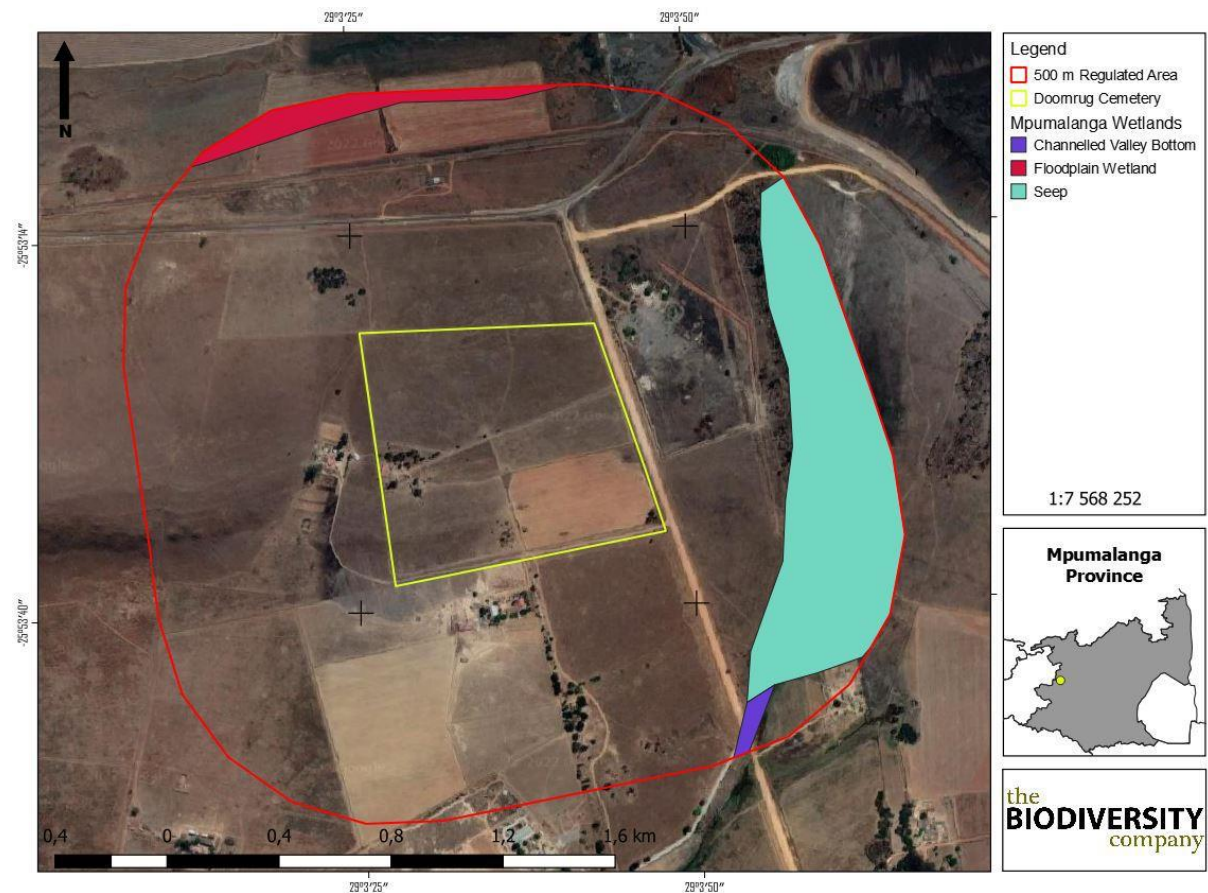 29°3'25"
29°3'50"
-25°53'14"
-25°53'40"
N
0,4 0 0,4 0,8 1,2 1,6 km
29°3'25"
29°3'50"
Legend
500 m Regulated Area
Doornrug Cemetery
Mpumalanga Wetlands
Channelled Valley Bottom
Floodplain Wetland
Seep
1:7 568 252
Mpumalanga
Province
the
BIODIVERSITY
company